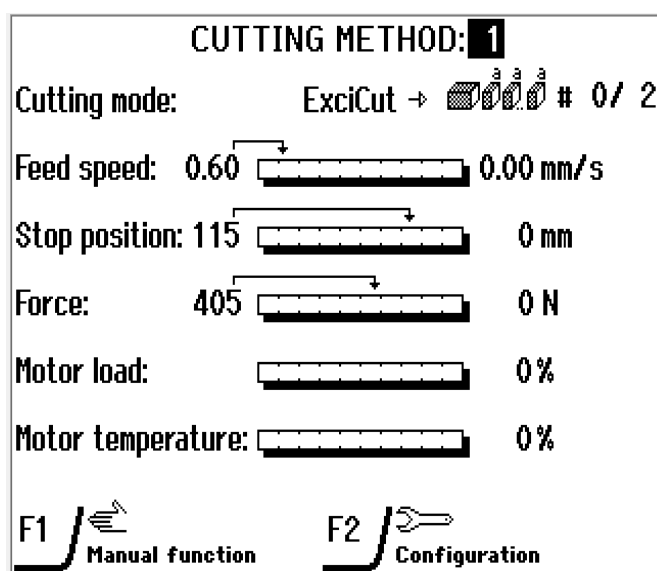 CUTTING METHOD: 1
Cutting mode: ExciCut a a a # 0/ 2
Feed speed: 0.60 0.00 mm/s
Stop position: 115 0 mm
Force: 405 0 N
Motor load: 0%
Motor temperature: 0%
F1 Manual function F2 Configuration